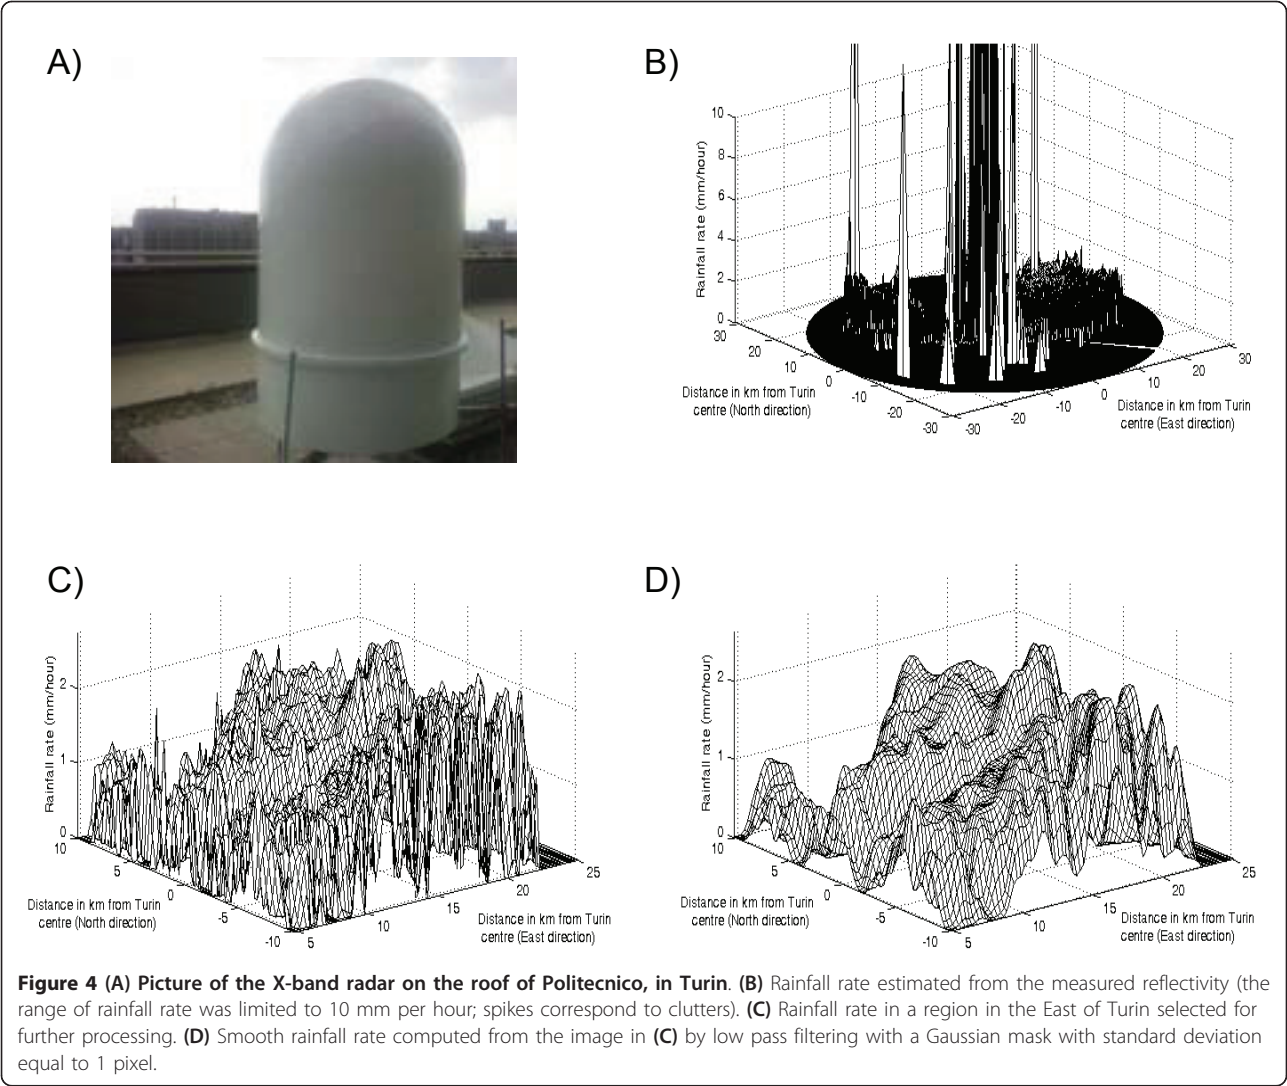 A)
B)
10
8
6
4
2
0
Rainfall rate (mm/hour)
30
20
10
0
-10
-20
-30
Distance in km from Turin
centre (North direction)
-30
-20
-10
0
10
20
30
Distance in km from Turin
centre (East direction)
C)
D)
2
1
0
Rainfall rate (mm/hour)
10
5
0
-5
-10
Distance in km from Turin
centre (North direction)
5
10
15
20
25
Distance in km from Turin
centre (East direction)
2
1
0
Rainfall rate (mm/hour)
10
5
0
-5
-10
Distance in km from Turin
centre (North direction)
5
10
15
20
25
Distance in km from Turin
centre (East direction)
Figure 4 (A) Picture of the X-band radar on the roof of Politecnico, in Turin. (B) Rainfall rate estimated from the measured reflectivity (the
range of rainfall rate was limited to 10 mm per hour; spikes correspond to clutters). (C) Rainfall rate in a region in the East of Turin selected for
further processing. (D) Smooth rainfall rate computed from the image in (C) by low pass filtering with a Gaussian mask with standard deviation
equal to 1 pixel.